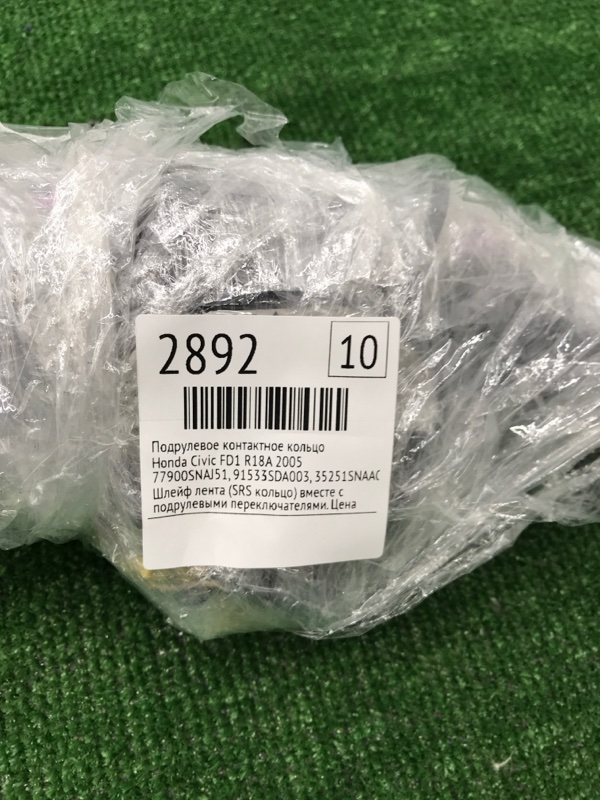 2892
10
Подрулевое контактное кольцо
Honda Civic FD1 R18A 2005
77900SNAJ51, 91533SDA003, 35251SNAAC
Шлейф лента (SRS кольцо) вместе с
подрулевыми переключателями. Цена